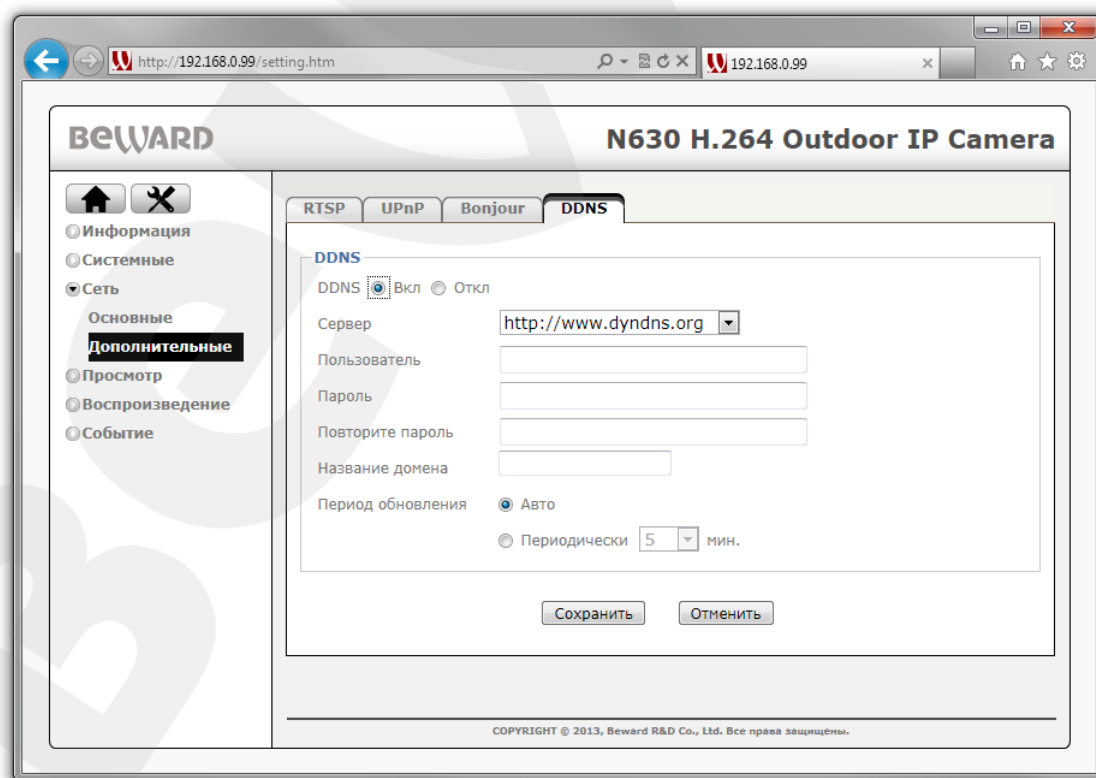 http://192.168.0.99/setting.htm
192.168.0.99
BEWARD
N630 H.264 Outdoor IP Camera
RTSP UPnP Bonjour DDNS
Информация
Системные
Сеть
Основные
Дополнительные
Просмотр
Воспроизведение
Событие
DDNS
DDNS Вкл Откл
Сервер http://www.dyndns.org
Пользователь
Пароль
Повторите пароль
Название домена
Период обновления Авто
Периодически 5 мин.
Сохранить Отменить
COPYRIGHT © 2013, Beward R&D Co., Ltd. Все права защищены.